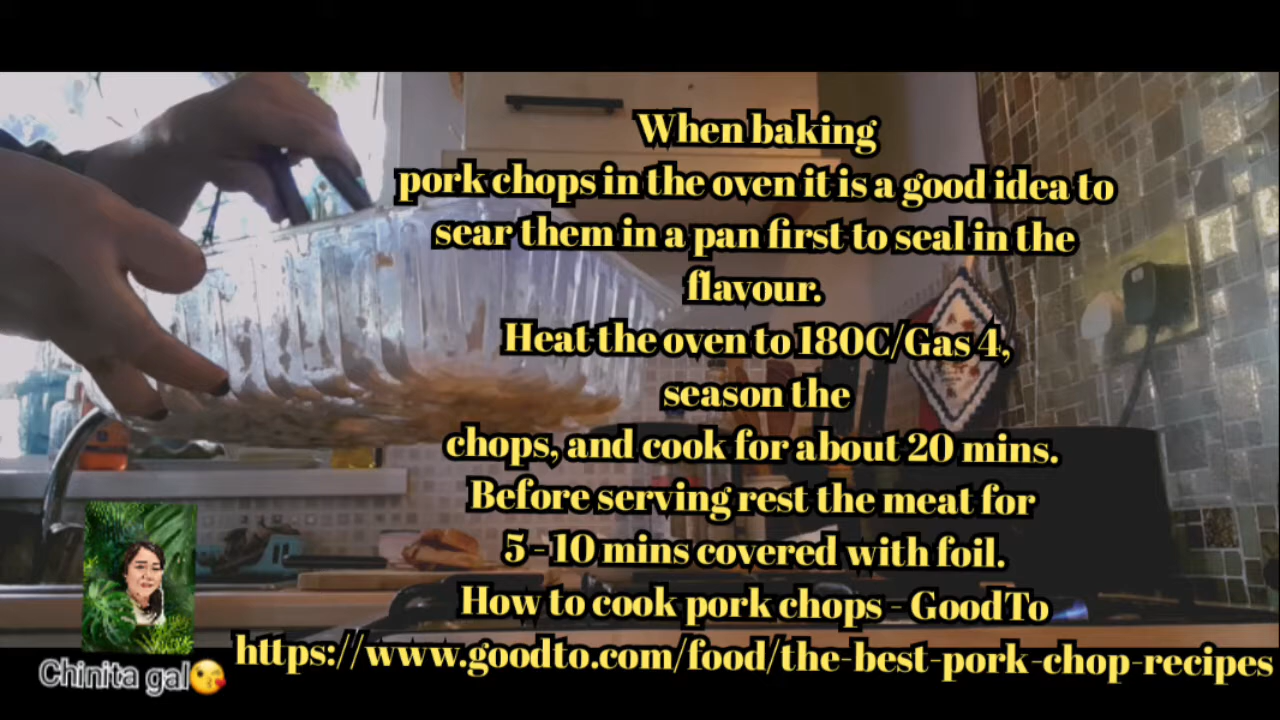 When baking
pork chops in the oven it is a good idea to
sear them in a pan first to seal in the
flavour.
Heat the oven to 180C/Gas 4,
season the
chops, and cook for about 20 mins.
Before serving rest the meat for
5 - 10 mins covered with foil.
How to cook pork chops - GoodTo
https://www.goodto.com/food/the-best-pork-chop-recipes
Chinita gal😘